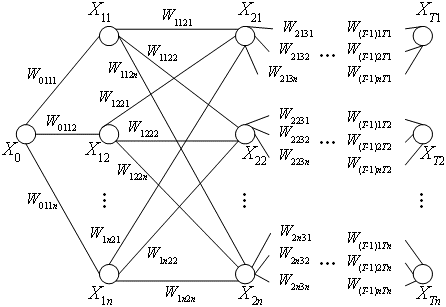 X11 X21 XT1
W1121 W2131 W(T-1)1T1
W1122 W2132 ... W(T-1)2T1
W112n W213n W(T-1)nT1
W0111
W1221
W0112 W1222 W2231 W(T-1)1T2
X0 X12 W2232 ... W(T-1)2T2
X22 W223n W(T-1)nT2 XT2
W122n
W011n
⋮ ⋮ ⋮
W1n21 W2n31 W(T-1)1Tn
W1n22 W2n32 ... W(T-1)2Tn
W2n3n W(T-1)nTn
X1n W1n2n X2n XTn